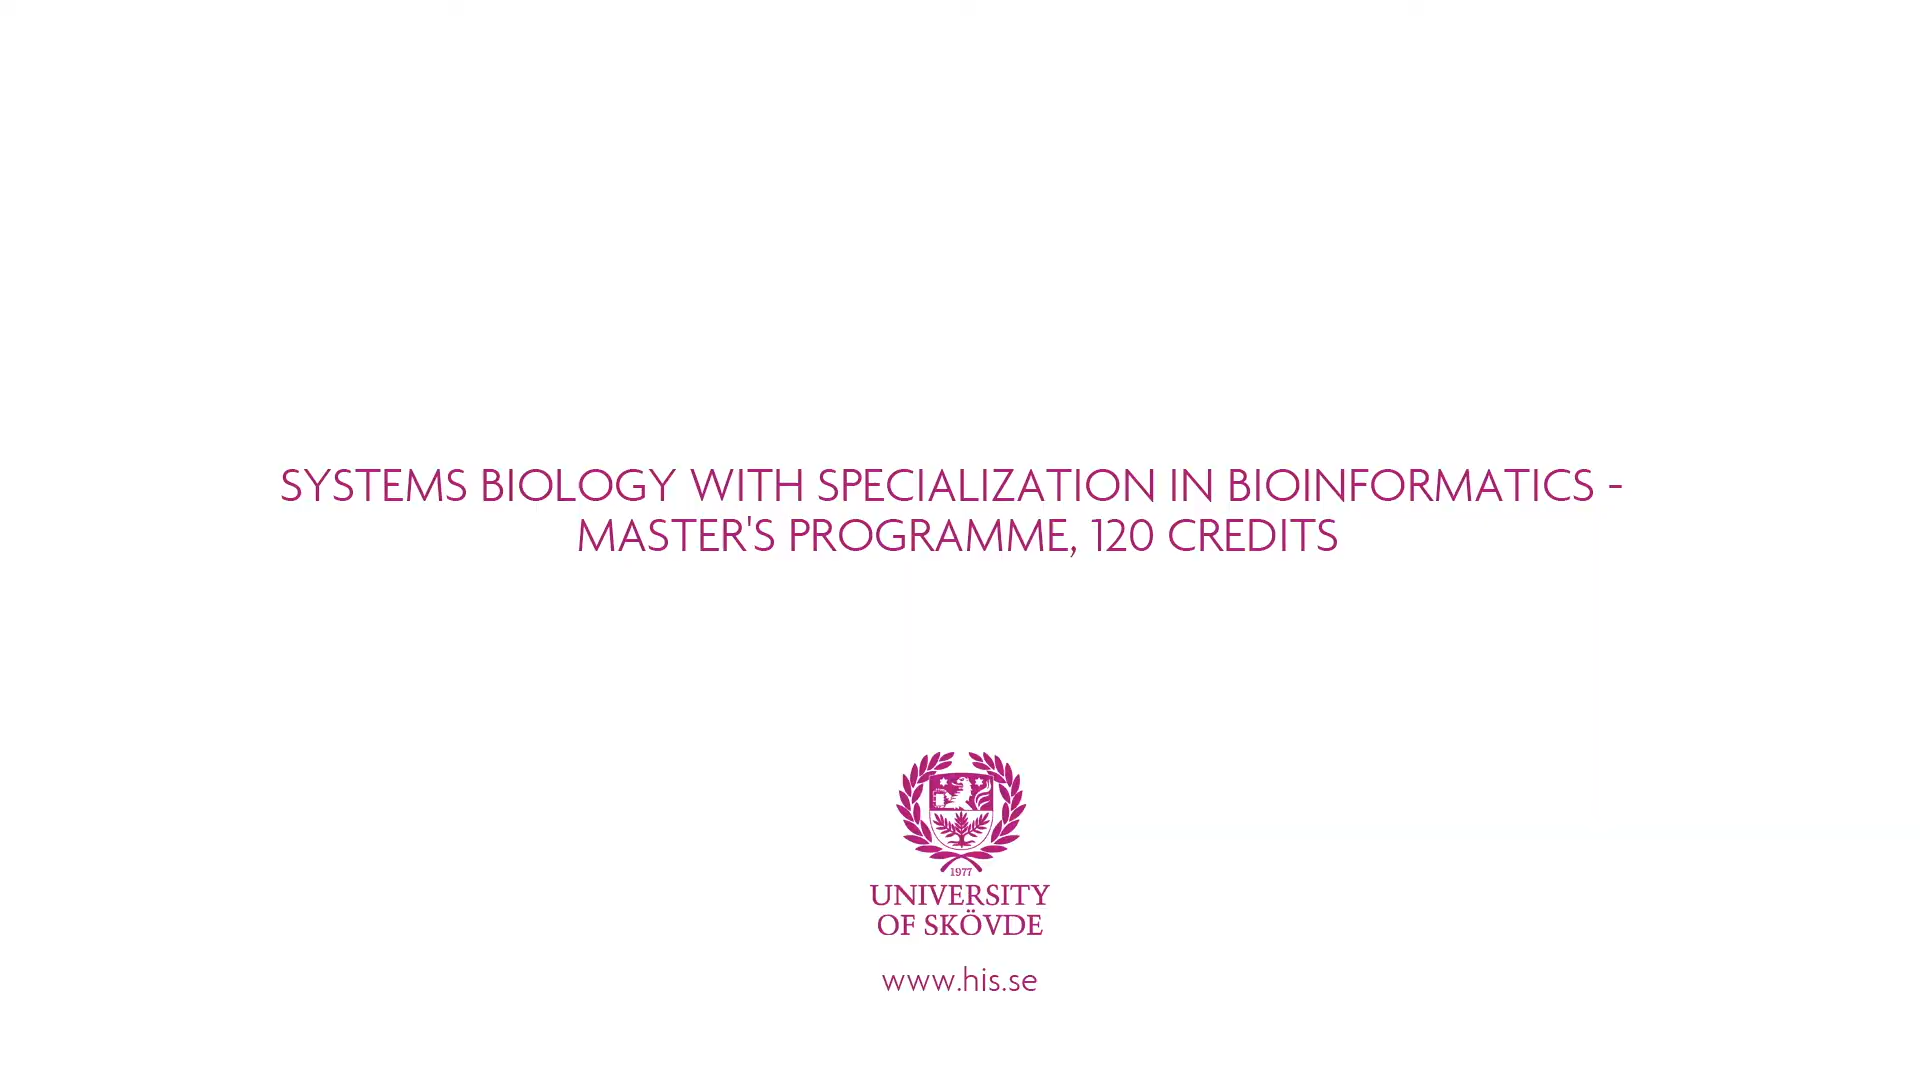 SYSTEMS BIOLOGY WITH SPECIALIZATION IN BIOINFORMATICS -
MASTER'S PROGRAMME, 120 CREDITS
1977
UNIVERSITY
OF SKÖVDE
www.his.se